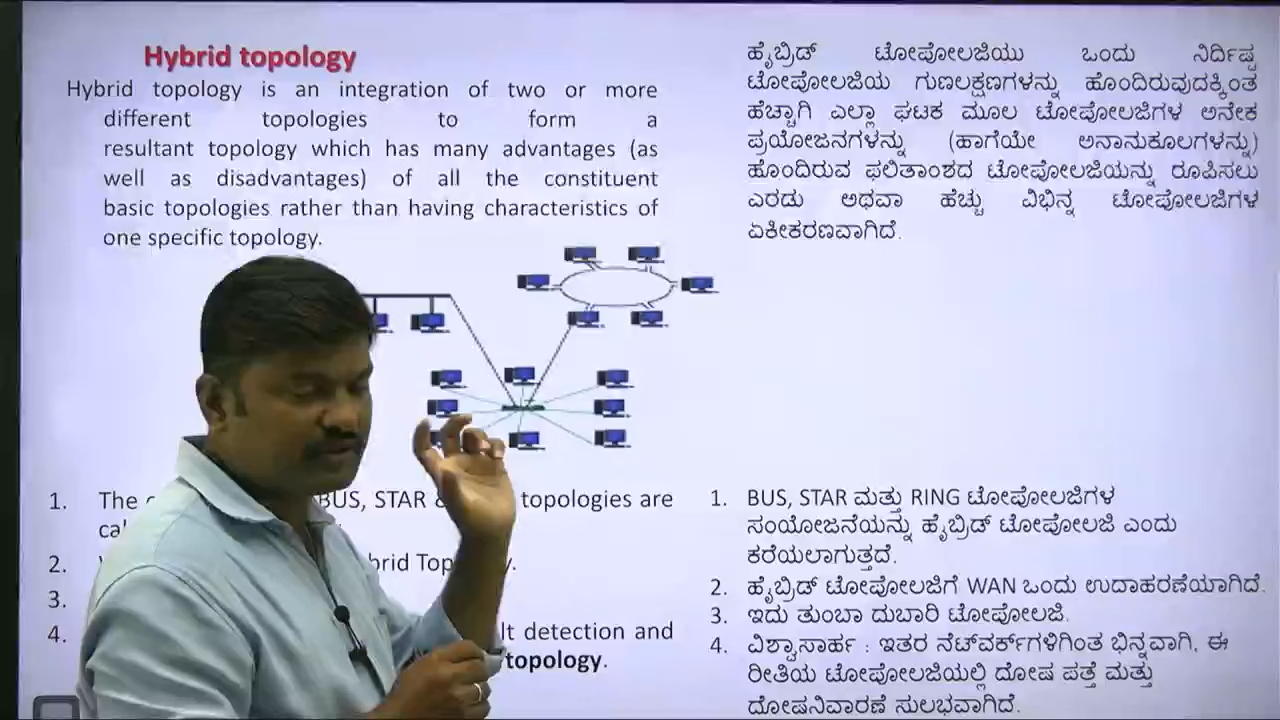 Hybrid topology
Hybrid topology is an integration of two or more
different topologies to form a
resultant topology which has many advantages (as
well as disadvantages) of all the constituent
basic topologies rather than having characteristics of
one specific topology.
1. The BUS, STAR & topologies are
2. Hybrid Topology.
3.
4. detection and
topology.
ಹೈಬ್ರಿಡ್ ಟೋಪೋಲಜಿಯು ಒಂದು ನಿರ್ದಿಷ್ಟ
ಟೋಪೋಲಜಿಯ ಗುಣಲಕ್ಷಣಗಳನ್ನು ಹೊಂದಿರುವುದಕ್ಕಿಂತ
ಹೆಚ್ಚಾಗಿ ಎಲ್ಲಾ ಘಟಕ ಮೂಲ ಟೋಪೋಲಜಿಗಳ ಅನೇಕ
ಪ್ರಯೋಜನಗಳನ್ನು (ಹಾಗೆಯೇ ಅನಾನುಕೂಲಗಳನ್ನು)
ಹೊಂದಿರುವ ಫಲಿತಾಂಶದ ಟೋಪೋಲಜಿಯನ್ನು ರೂಪಿಸಲು
ಎರಡು ಅಥವಾ ಹೆಚ್ಚು ವಿಭಿನ್ನ ಟೋಪೋಲಜಿಗಳ
ಏಕೀಕರಣವಾಗಿದೆ.
1. BUS, STAR ಮತ್ತು RING ಟೋಪೋಲಜಿಗಳ
ಸಂಯೋಜನೆಯನ್ನು ಹೈಬ್ರಿಡ್ ಟೋಪೋಲಜಿ ಎಂದು
ಕರೆಯಲಾಗುತ್ತದೆ.
2. ಹೈಬ್ರಿಡ್ ಟೋಪೋಲಜಿಗೆ WAN ಒಂದು ಉದಾಹರಣೆಯಾಗಿದೆ.
3. ಇದು ತುಂಬಾ ದುಬಾರಿ ಟೋಪೋಲಜಿ.
4. ವಿಶ್ವಾಸಾರ್ಹ : ಇತರ ನೆಟ್‌ವರ್ಕ್‌ಗಳಿಗಿಂತ ಭಿನ್ನವಾಗಿ, ಈ
ರೀತಿಯ ಟೋಪೋಲಜಿಯಲ್ಲಿ ದೋಷ ಪತ್ತೆ ಮತ್ತು
ದೋಷನಿವಾರಣೆ ಸುಲಭವಾಗಿದೆ.